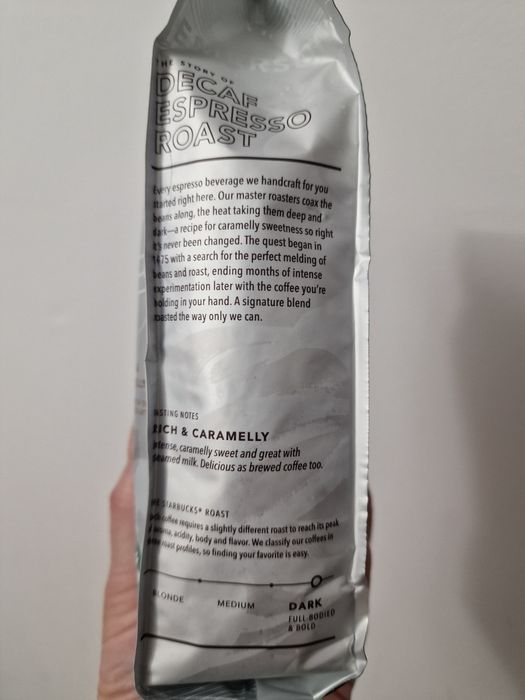 THE STORY OF
DECAF
ESPRESSO
ROAST
Every espresso beverage we handcraft for you
started right here. Our master roasters coax the
beans along, the heat taking them deep and
dark—a recipe for caramelly sweetness so right
it's never been changed. The quest began in
1975 with a search for the perfect melding of
beans and roast, ending months of intense
experimentation later with the coffee you're
holding in your hand. A signature blend
roasted the way only we can.
TASTING NOTES
RICH & CARAMELLY
Intense, caramelly sweet and great with
steamed milk. Delicious as brewed coffee too.
THE STARBUCKS® ROAST
Each coffee requires a slightly different roast to reach its peak
of aroma, acidity, body and flavor. We classify our coffees in
three roast profiles, so finding your favorite is easy.
BLONDE MEDIUM DARK
FULL-BODIED
& BOLD